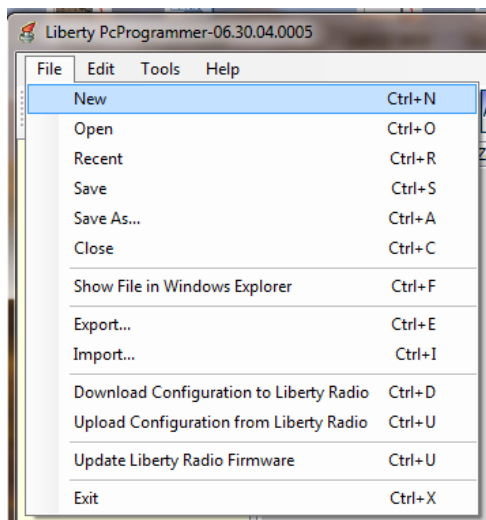 Liberty PcProgrammer-06.30.04.0005
File Edit Tools Help
New Ctrl+N
Open Ctrl+O
Recent Ctrl+R
Save Ctrl+S
Save As... Ctrl+A
Close Ctrl+C
Show File in Windows Explorer Ctrl+F
Export... Ctrl+E
Import... Ctrl+I
Download Configuration to Liberty Radio Ctrl+D
Upload Configuration from Liberty Radio Ctrl+U
Update Liberty Radio Firmware Ctrl+U
Exit Ctrl+X